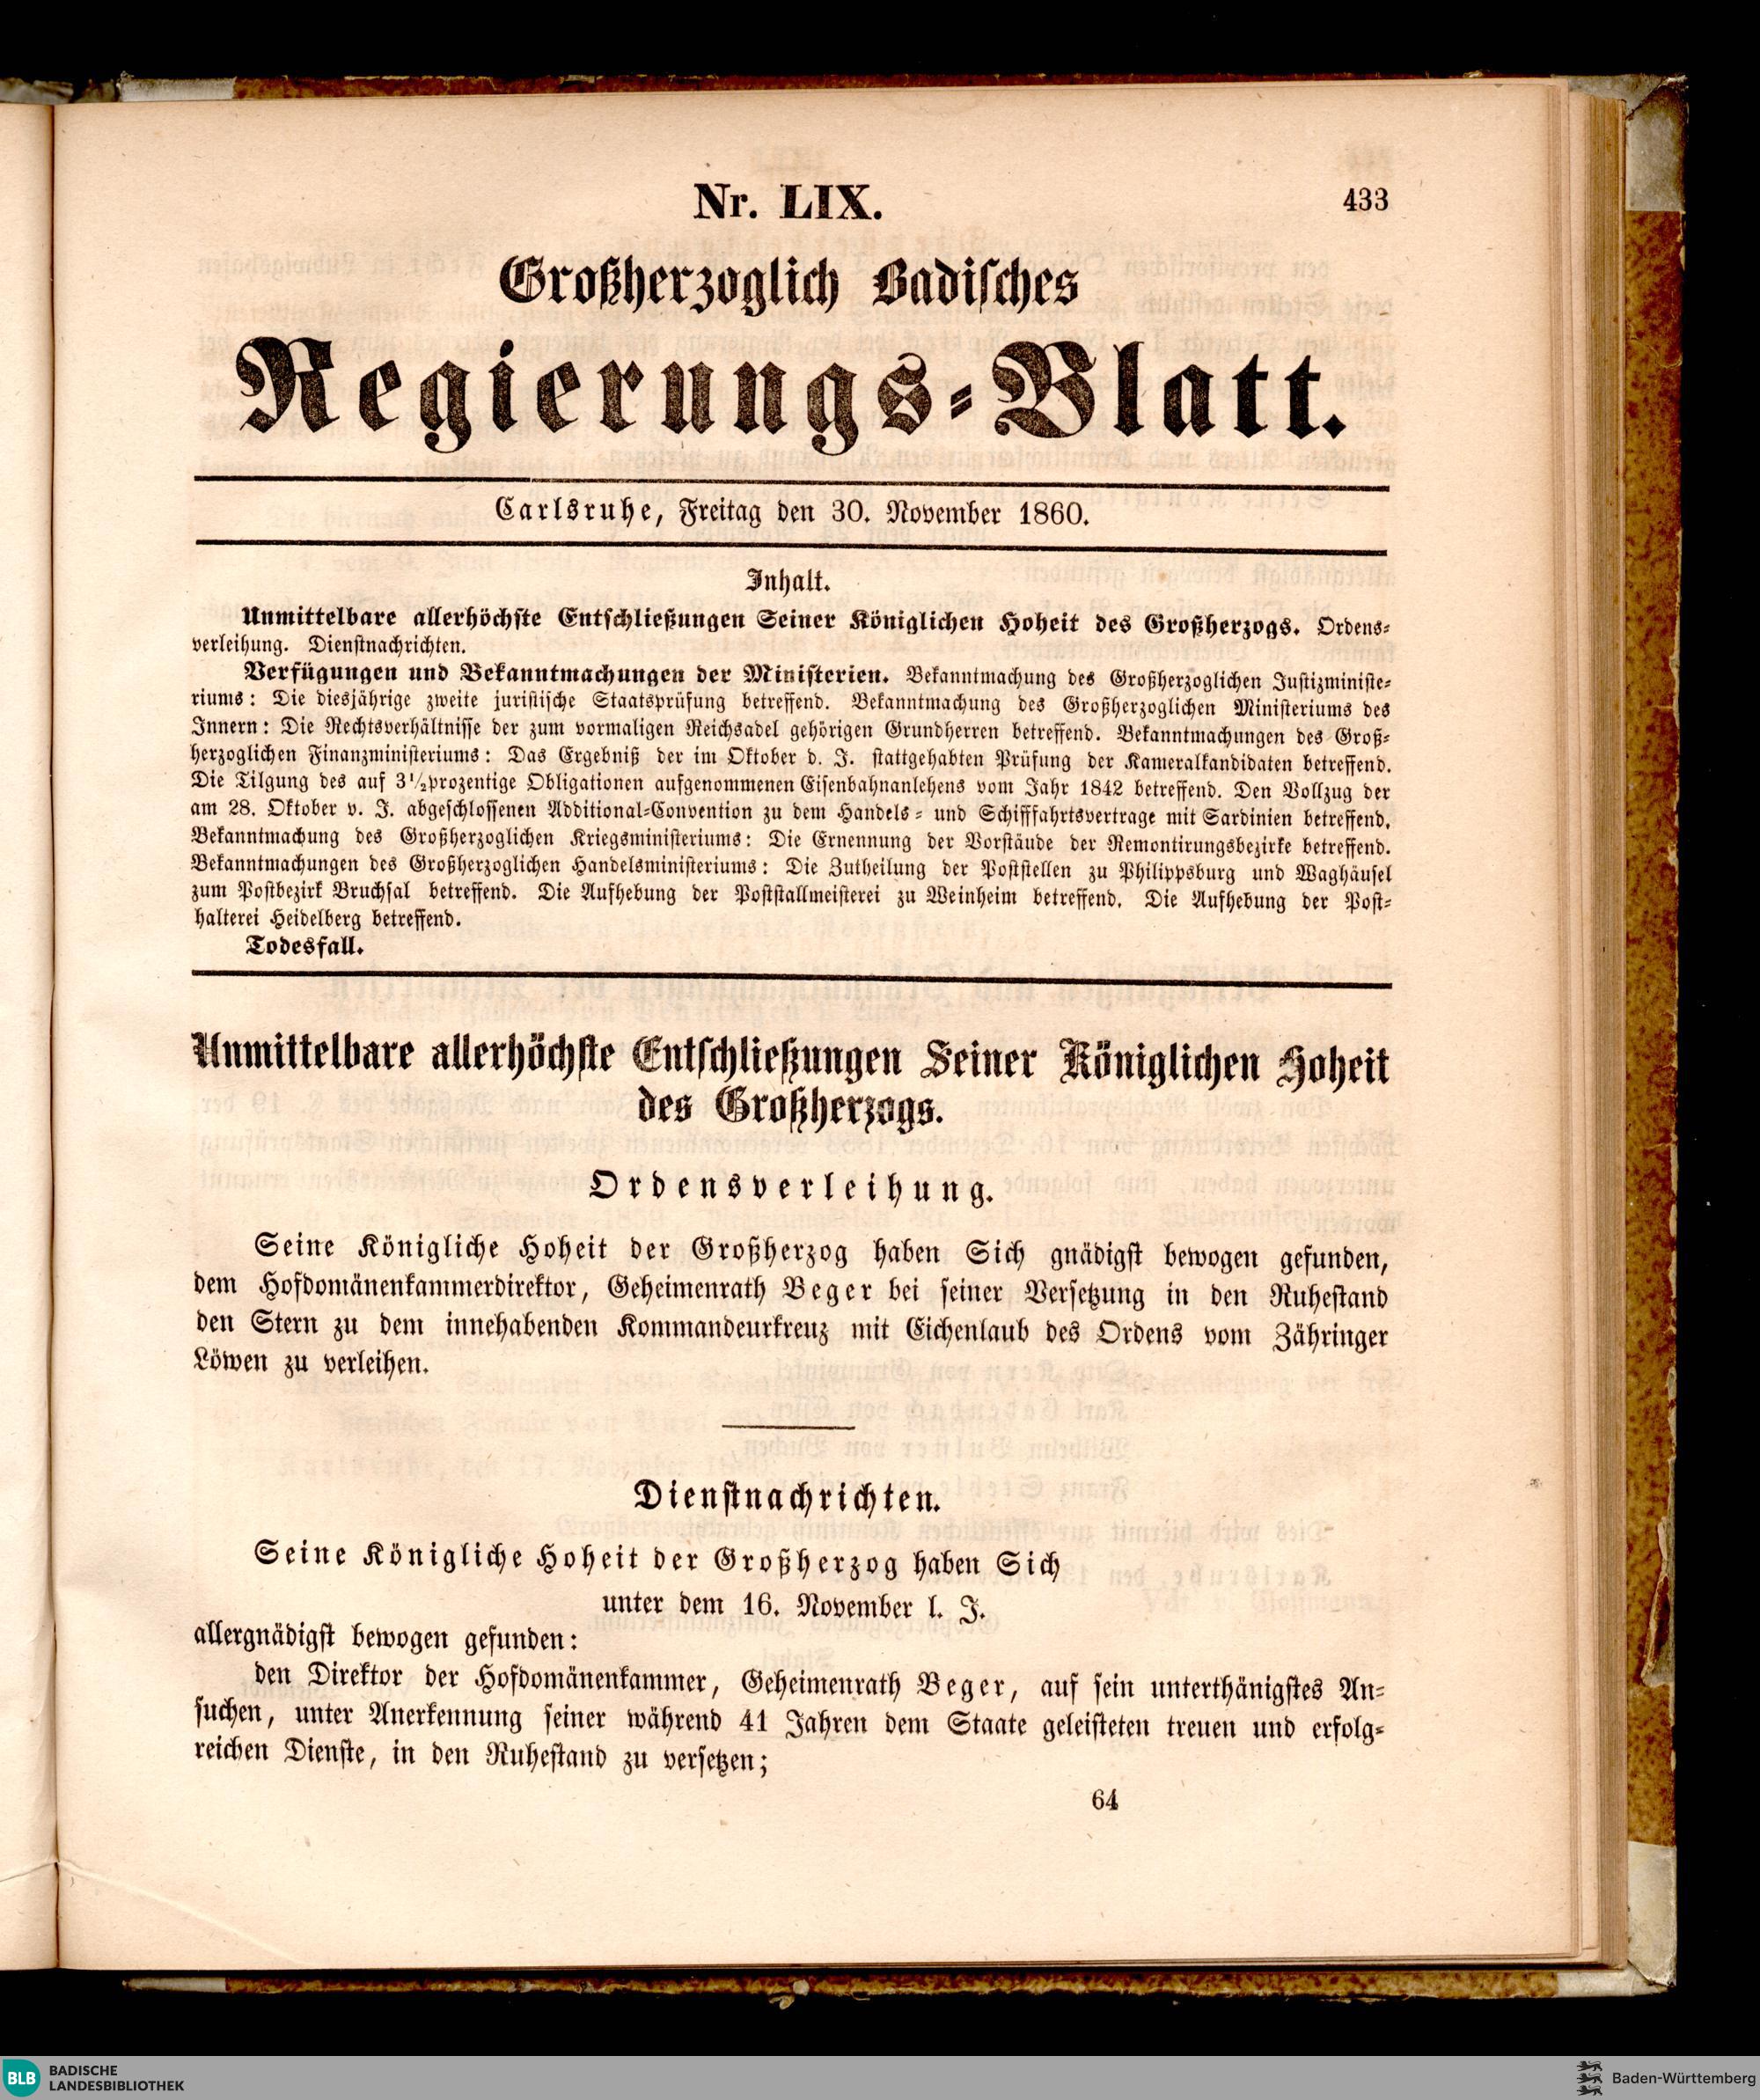 Nr. LIX.
433
Großherzoglich Badisches
Regierungs-Blatt.
Carlsruhe, Freitag den 30. November 1860.
Inhalt.
Unmittelbare allerhöchste Entschließungen Seiner Königlichen Hoheit des Großherzogs. Ordens-
verleihung. Dienstnachrichten.
Verfügungen und Bekanntmachungen der Ministerien. Bekanntmachung des Großherzoglichen Justizministe-
riums: Die diesjährige zweite juristische Staatsprüfung betreffend. Bekanntmachung des Großherzoglichen Ministeriums des
Innern: Die Rechtsverhältnisse der zum vormaligen Reichsadel gehörigen Grundherren betreffend. Bekanntmachungen des Groß-
herzoglichen Finanzministeriums: Das Ergebniß der im Oktober d. J. stattgehabten Prüfung der Kameralkandidaten betreffend.
Die Tilgung des auf 3½prozentige Obligationen aufgenommenen Eisenbahnanlehens vom Jahr 1842 betreffend. Den Vollzug der
am 28. Oktober v. J. abgeschlossenen Additional-Convention zu dem Handels- und Schifffahrtsvertrage mit Sardinien betreffend.
Bekanntmachung des Großherzoglichen Kriegsministeriums: Die Ernennung der Vorstäude der Remontirungsbezirke betreffend.
Bekanntmachungen des Großherzoglichen Handelsministeriums: Die Zutheilung der Poststellen zu Philippsburg und Waghäusel
zum Postbezirk Bruchsal betreffend. Die Aufhebung der Poststallmeisterei zu Weinheim betreffend. Die Aufhebung der Post-
halterei Heidelberg betreffend.
Todesfall.
Unmittelbare allerhöchste Entschließungen Seiner Königlichen Hoheit
des Großherzogs.
Ordensverleihung.
Seine Königliche Hoheit der Großherzog haben Sich gnädigst bewogen gefunden,
dem Hofdomänenkammerdirektor, Geheimenrath Beger bei seiner Versetzung in den Ruhestand
den Stern zu dem innehabenden Kommandeurkreuz mit Eichenlaub des Ordens vom Zähringer
Löwen zu verleihen.
Dienstnachrichten.
Seine Königliche Hoheit der Großherzog haben Sich
unter dem 16. November l. J.
allergnädigst bewogen gefunden:
den Direktor der Hofdomänenkammer, Geheimenrath Beger, auf sein unterthänigstes An-
suchen, unter Anerkennung seiner während 41 Jahren dem Staate geleisteten treuen und erfolg-
reichen Dienste, in den Ruhestand zu versetzen;
64
BLB BADISCHE
LANDESBIBLIOTHEK
Baden-Württemberg